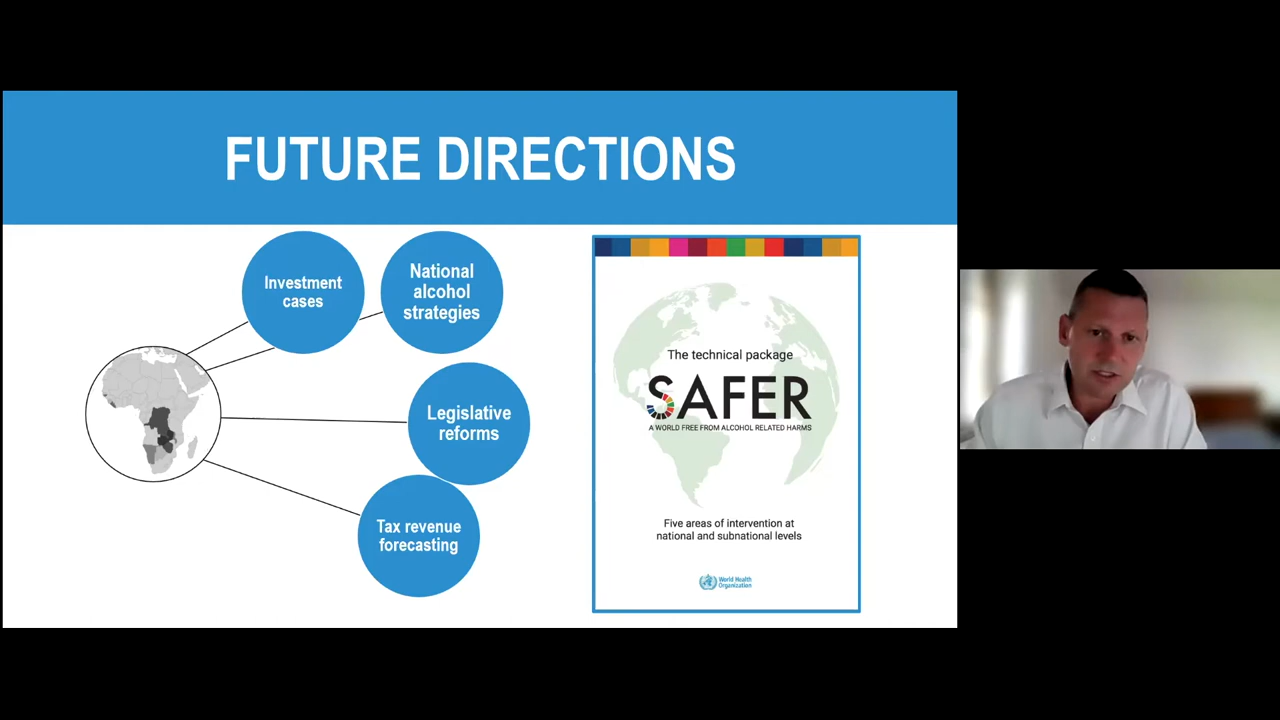 FUTURE DIRECTIONS
Investment
cases
National
alcohol
strategies
Legislative
reforms
Tax revenue
forecasting
The technical package
SAFER
A WORLD FREE FROM ALCOHOL RELATED HARMS
Five areas of intervention at
national and subnational levels
World Health
Organization